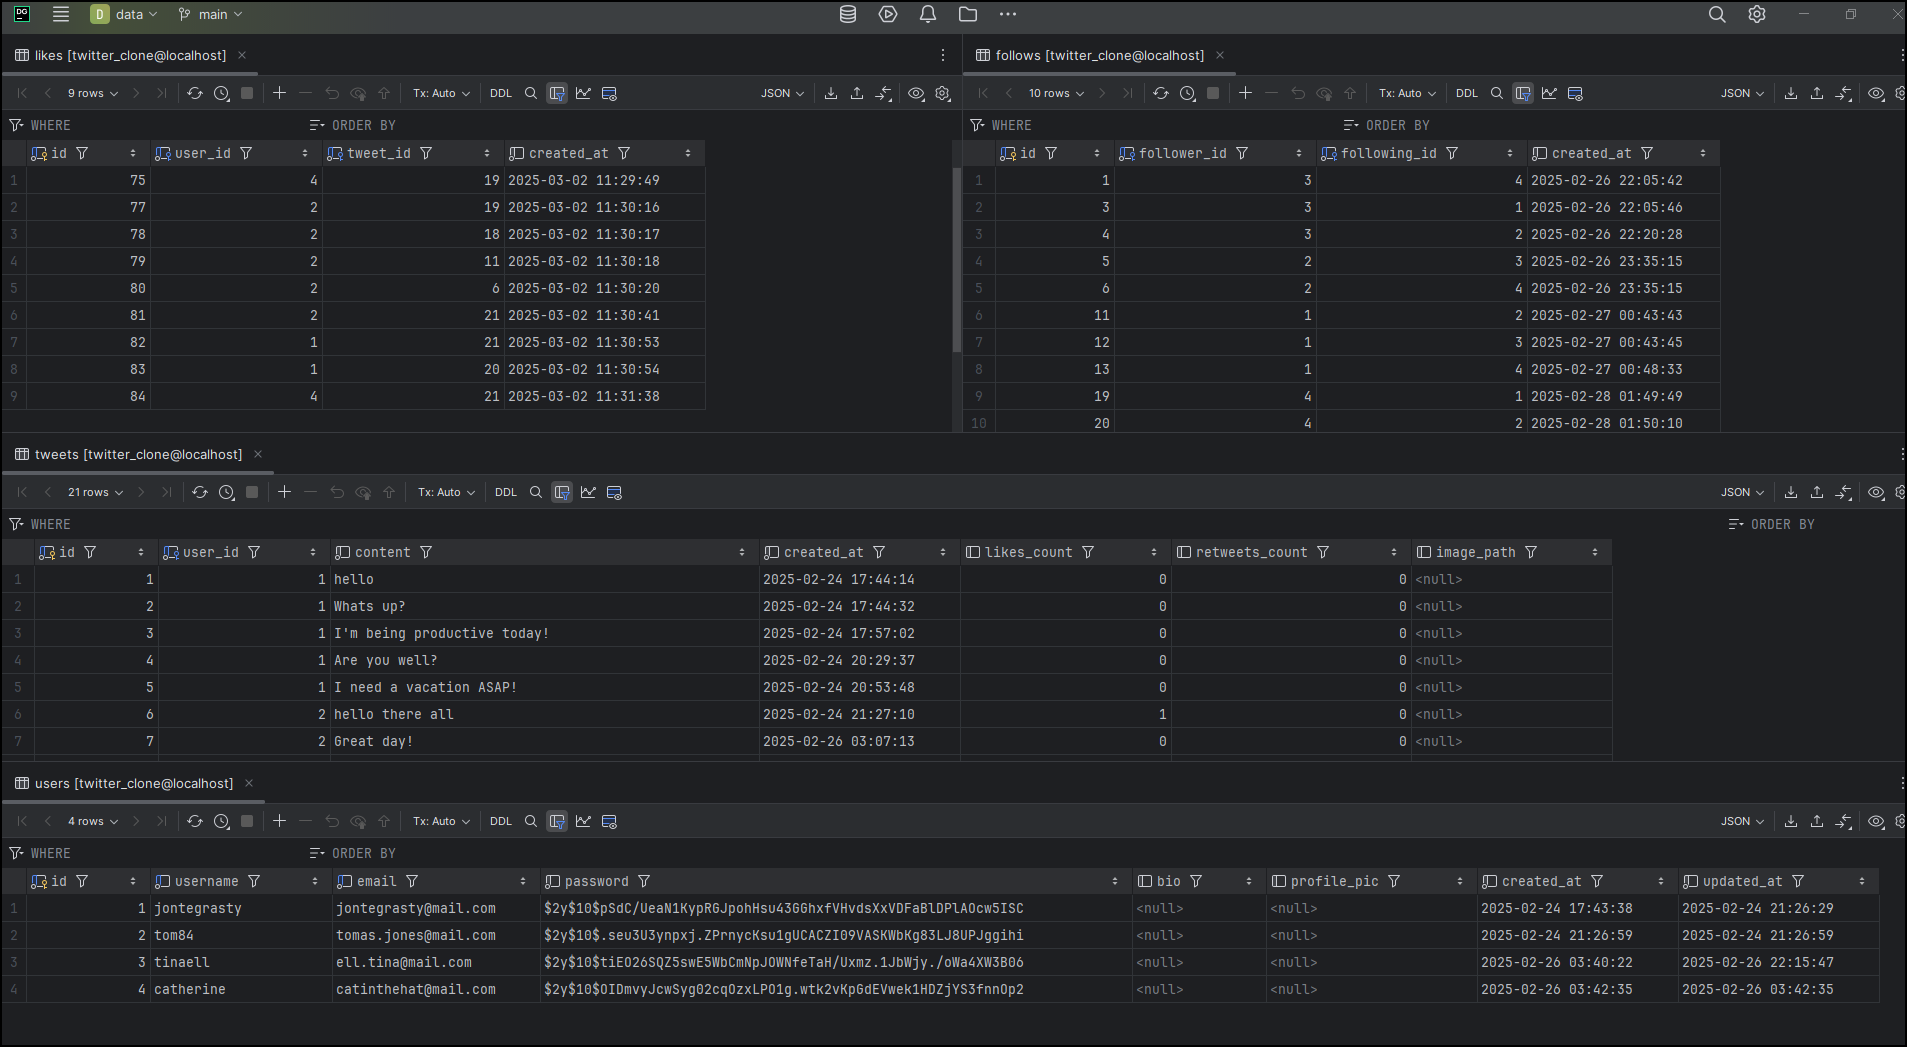 DG D data main
likes [twitter_clone@localhost]
9 rows Tx: Auto DDL JSON
WHERE ORDER BY
id user_id tweet_id created_at
1 75 4 19 2025-03-02 11:29:49
2 77 2 19 2025-03-02 11:30:16
3 78 2 18 2025-03-02 11:30:17
4 79 2 11 2025-03-02 11:30:18
5 80 2 6 2025-03-02 11:30:20
6 81 2 21 2025-03-02 11:30:41
7 82 1 21 2025-03-02 11:30:53
8 83 1 20 2025-03-02 11:30:54
9 84 4 21 2025-03-02 11:31:38
follows [twitter_clone@localhost]
10 rows Tx: Auto DDL JSON
WHERE ORDER BY
id follower_id following_id created_at
1 1 3 4 2025-02-26 22:05:42
2 3 3 1 2025-02-26 22:05:46
3 4 3 2 2025-02-26 22:20:28
4 5 2 3 2025-02-26 23:35:15
5 6 2 4 2025-02-26 23:35:15
6 11 1 2 2025-02-27 00:43:43
7 12 1 3 2025-02-27 00:43:45
8 13 1 4 2025-02-27 00:48:33
9 19 4 1 2025-02-28 01:49:49
10 20 4 2 2025-02-28 01:50:10
tweets [twitter_clone@localhost]
21 rows Tx: Auto DDL JSON
WHERE ORDER BY
id user_id content created_at likes_count retweets_count image_path
1 1 1 hello 2025-02-24 17:44:14 0 0 <null>
2 2 1 Whats up? 2025-02-24 17:44:32 0 0 <null>
3 3 1 I'm being productive today! 2025-02-24 17:57:02 0 0 <null>
4 4 1 Are you well? 2025-02-24 20:29:37 0 0 <null>
5 5 1 I need a vacation ASAP! 2025-02-24 20:53:48 0 0 <null>
6 6 2 hello there all 2025-02-24 21:27:10 1 0 <null>
7 7 2 Great day! 2025-02-26 03:07:13 0 0 <null>
users [twitter_clone@localhost]
4 rows Tx: Auto DDL JSON
WHERE ORDER BY
id username email password bio profile_pic created_at updated_at
1 1 jontegrasty jontegrasty@mail.com $2y$10$pSdC/UeaN1KypRGJpohHsu43GGhxfVHvdsXxVDFaBlDPlAOcw5ISC <null> <null> 2025-02-24 17:43:38 2025-02-24 21:26:29
2 2 tom84 tomas.jones@mail.com $2y$10$.seu3U3ynpxj.ZPrnycKsu1gUCACZI09VASKWbKg83LJ8UPJggihi <null> <null> 2025-02-24 21:26:59 2025-02-24 21:26:59
3 3 tinaell ell.tina@mail.com $2y$10$tiEO26SQZ5swE5WbCmNpJOWNfeTaH/Uxmz.1JbWjy./oWa4XW3B06 <null> <null> 2025-02-26 03:40:22 2025-02-26 22:15:47
4 4 catherine catinthehat@mail.com $2y$10$OIDmvyJcwSyg02cqOzxLPO1g.wtk2vKpGdEVwek1HDZjYS3fnnOp2 <null> <null> 2025-02-26 03:42:35 2025-02-26 03:42:35